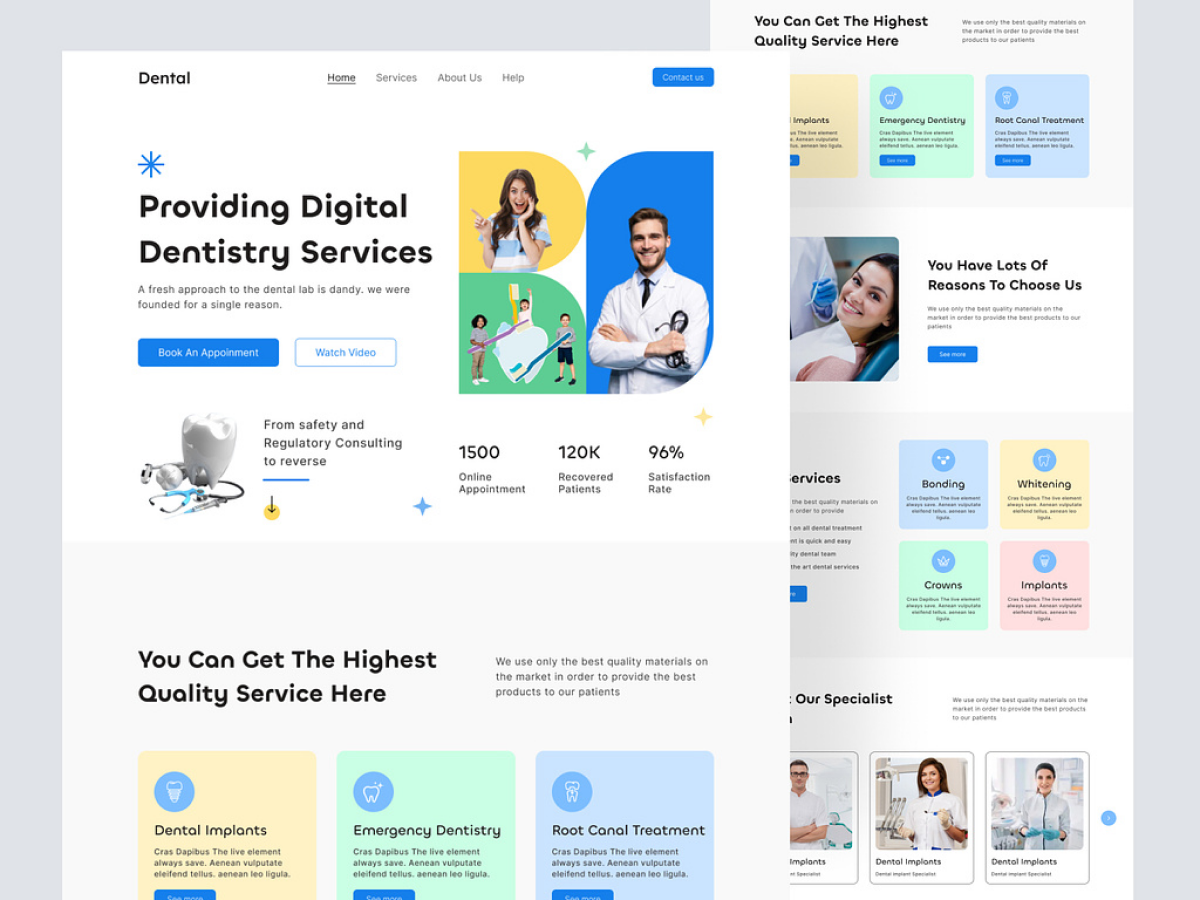 Dental
Home
Services
About Us
Help
Contact us
Providing Digital
Dentistry Services
A fresh approach to the dental lab is dandy. we were
founded for a single reason.
Book An Appoinment
Watch Video
From safety and
Regulatory Consulting
to reverse
1500
Online
Appointment
120K
Recovered
Patients
96%
Satisfaction
Rate
You Can Get The Highest
Quality Service Here
We use only the best quality materials on
the market in order to provide the best
products to our patients
Dental Implants
Cras Dapibus The live element
always save. Aenean vulputate
eleifend tellus. aenean leo ligula.
See more
Emergency Dentistry
Cras Dapibus The live element
always save. Aenean vulputate
eleifend tellus. aenean leo ligula.
See more
Root Canal Treatment
Cras Dapibus The live element
always save. Aenean vulputate
eleifend tellus. aenean leo ligula.
See more
You Can Get The Highest
Quality Service Here
We use only the best quality materials on
the market in order to provide the best
products to our patients
Implants
The live element
Aenean vulputate
tellus. aenean leo ligula.
Emergency Dentistry
Cras Dapibus The live element
always save. Aenean vulputate
eleifend tellus. aenean leo ligula.
See more
Root Canal Treatment
Cras Dapibus The live element
always save. Aenean vulputate
eleifend tellus. aenean leo ligula.
See more
You Have Lots Of
Reasons To Choose Us
We use only the best quality materials on the
market in order to provide the best products to our
patients
See more
Services
the best quality materials on
in order to provide
on all dental treatment
is quick and easy
dental team
the art dental services
Bonding
Cras Dapibus The live element
always save. Aenean vulputate
eleifend tellus. aenean leo
ligula.
Whitening
Cras Dapibus The live element
always save. Aenean vulputate
eleifend tellus. aenean leo
ligula.
Crowns
Cras Dapibus The live element
always save. Aenean vulputate
eleifend tellus. aenean leo
ligula.
Implants
Cras Dapibus The live element
always save. Aenean vulputate
eleifend tellus. aenean leo
ligula.
Our Specialist
We use only the best quality materials on the
market in order to provide the best products
to our patients
Implants
Specialist
Dental Implants
Dental implant Specialist
Dental Implants
Dental implant Specialist